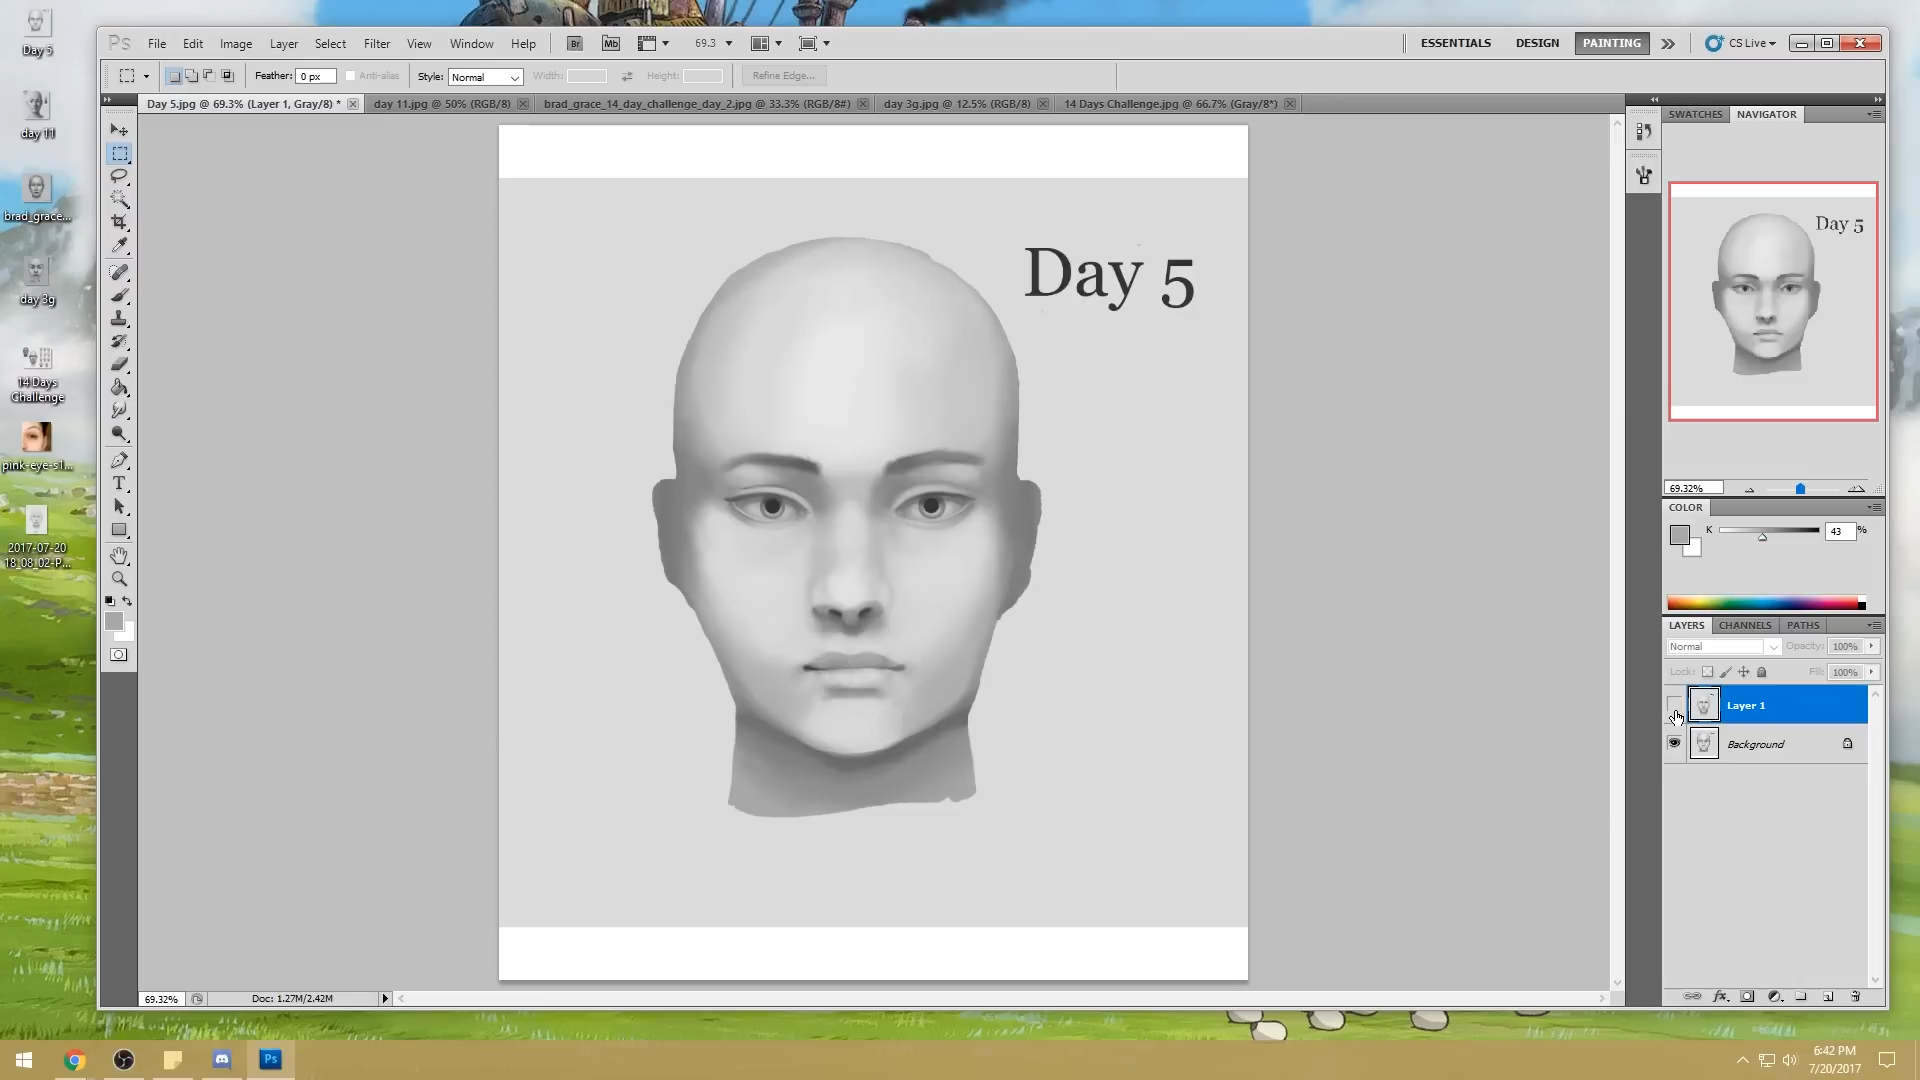 Day 5
day 11
brad_grace...
day 3g
14 Days
Challenge
pink-eye-s1...
2017-07-20
18_08_02-P...
Ps
File Edit Image Layer Select Filter View Window Help
Br
Mb
69.3
ESSENTIALS DESIGN PAINTING
CS Live
Feather: 0 px
Anti-alias
Style: Normal
Width:
Height:
Refine Edge...
Day 5.jpg @ 69.3% (Layer 1, Gray/8) *
day 11.jpg @ 50% (RGB/8)
brad_grace_14_day_challenge_day_2.jpg @ 33.3% (RGB/8#)
day 3g.jpg @ 12.5% (RGB/8)
14 Days Challenge.jpg @ 66.7% (Gray/8*)
Day 5
SWATCHES NAVIGATOR
Day 5
69.32%
COLOR
K 43 %
LAYERS CHANNELS PATHS
Normal Opacity: 100%
Lock: Fill: 100%
Layer 1
Background
69.32% Doc: 1.27M/2.42M
Ps
6:42 PM
7/20/2017